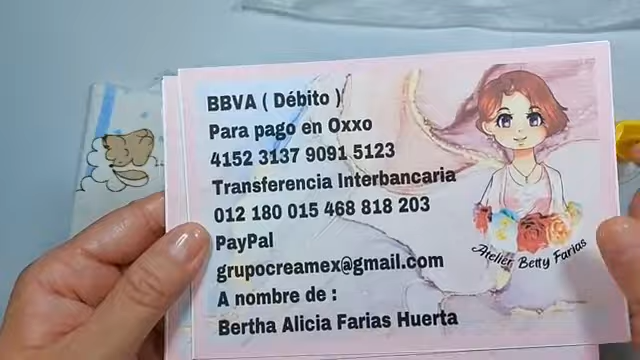 BBVA ( Débito )
Para pago en Oxxo
4152 3137 9091 5123
Transferencia Interbancaria
012 180 015 468 818 203
PayPal
grupocreamex@gmail.com
A nombre de :
Bertha Alicia Farias Huerta
Atelier Betty Farias